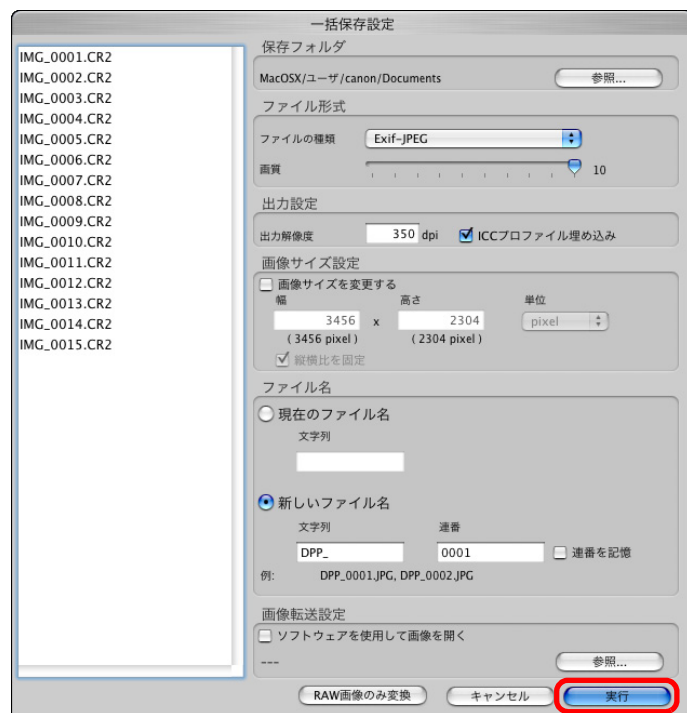 一括保存設定
IMG_0001.CR2
IMG_0002.CR2
IMG_0003.CR2
IMG_0004.CR2
IMG_0005.CR2
IMG_0006.CR2
IMG_0007.CR2
IMG_0008.CR2
IMG_0009.CR2
IMG_0010.CR2
IMG_0011.CR2
IMG_0012.CR2
IMG_0013.CR2
IMG_0014.CR2
IMG_0015.CR2
保存フォルダ
MacOSX/ユーザ/canon/Documents 参照...
ファイル形式
ファイルの種類 Exif-JPEG
画質 10
出力設定
出力解像度 350 dpi ICCプロファイル埋め込み
画像サイズ設定
画像サイズを変更する
幅 高さ 単位
3456 x 2304 pixel
(3456 pixel) (2304 pixel)
縦横比を固定
ファイル名
現在のファイル名
文字列
新しいファイル名
文字列 連番
DPP_ 0001 連番を記憶
例: DPP_0001.JPG, DPP_0002.JPG
画像転送設定
ソフトウェアを使用して画像を開く
--- 参照...
RAW画像のみ変換 キャンセル 実行